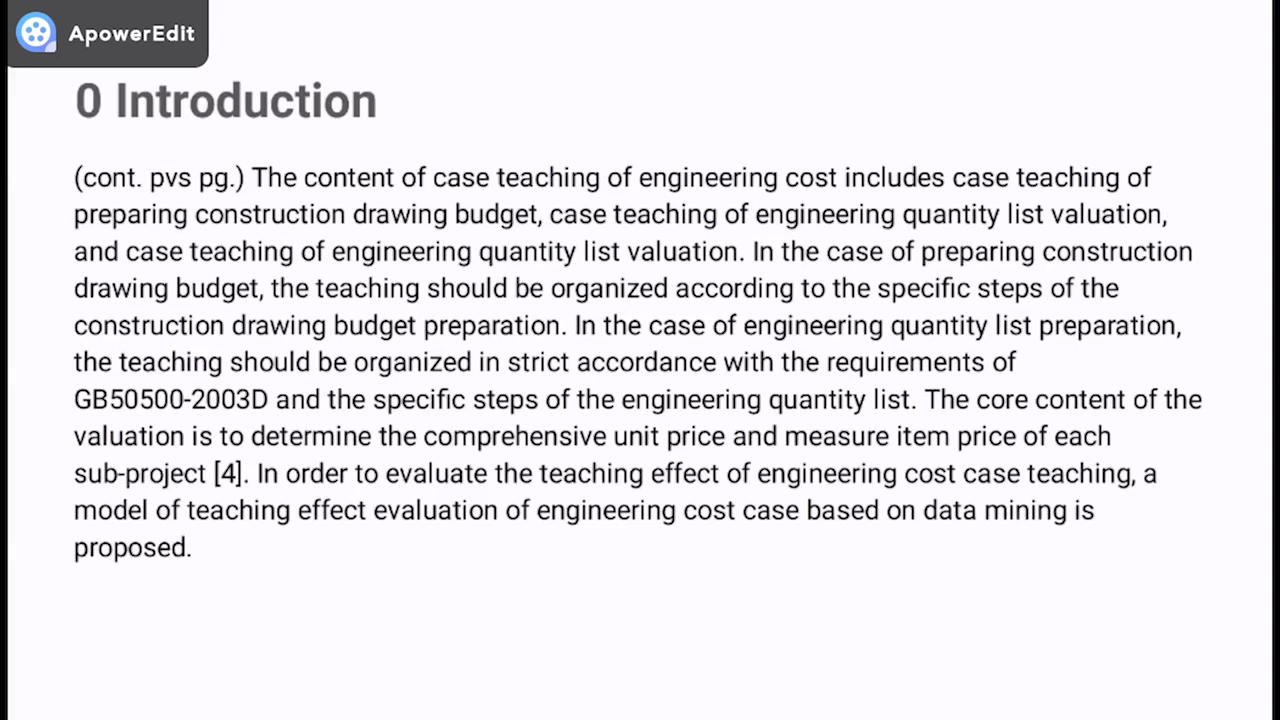 ApowerEdit
0 Introduction
(cont. pvs pg.) The content of case teaching of engineering cost includes case teaching of
preparing construction drawing budget, case teaching of engineering quantity list valuation,
and case teaching of engineering quantity list valuation. In the case of preparing construction
drawing budget, the teaching should be organized according to the specific steps of the
construction drawing budget preparation. In the case of engineering quantity list preparation,
the teaching should be organized in strict accordance with the requirements of
GB50500-2003D and the specific steps of the engineering quantity list. The core content of the
valuation is to determine the comprehensive unit price and measure item price of each
sub-project [4]. In order to evaluate the teaching effect of engineering cost case teaching, a
model of teaching effect evaluation of engineering cost case based on data mining is
proposed.